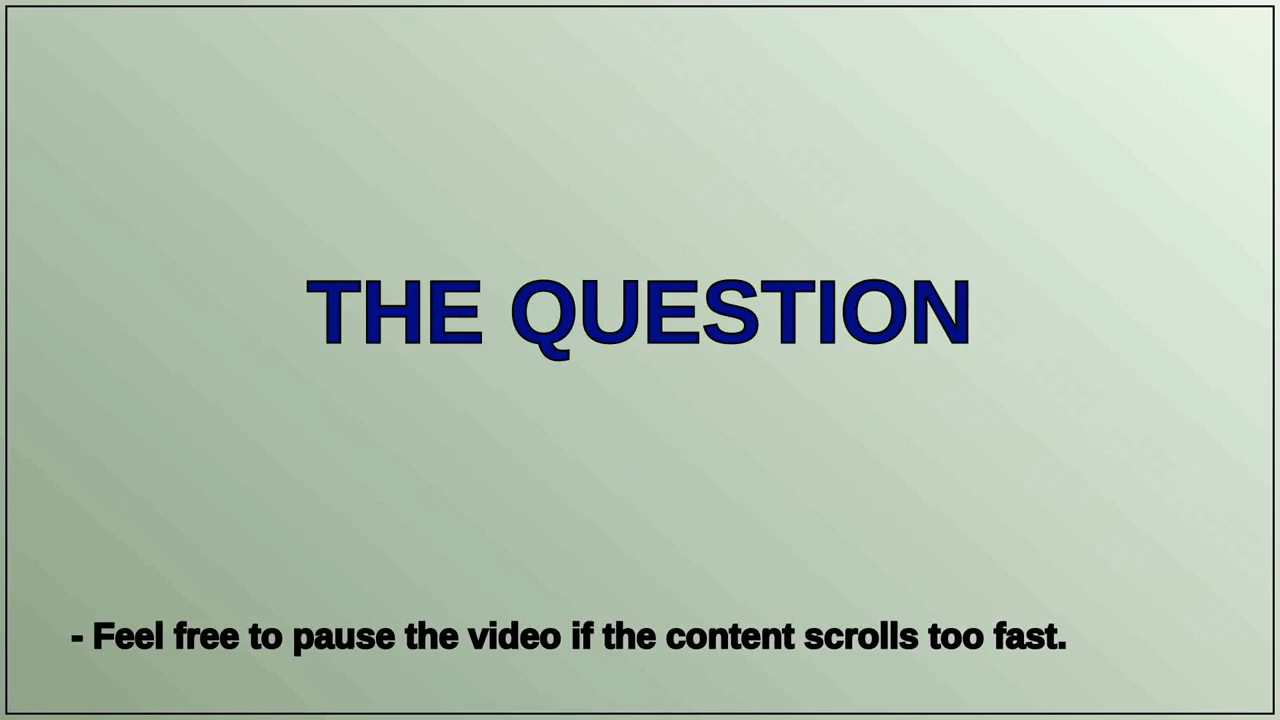 THE QUESTION
- Feel free to pause the video if the content scrolls too fast.